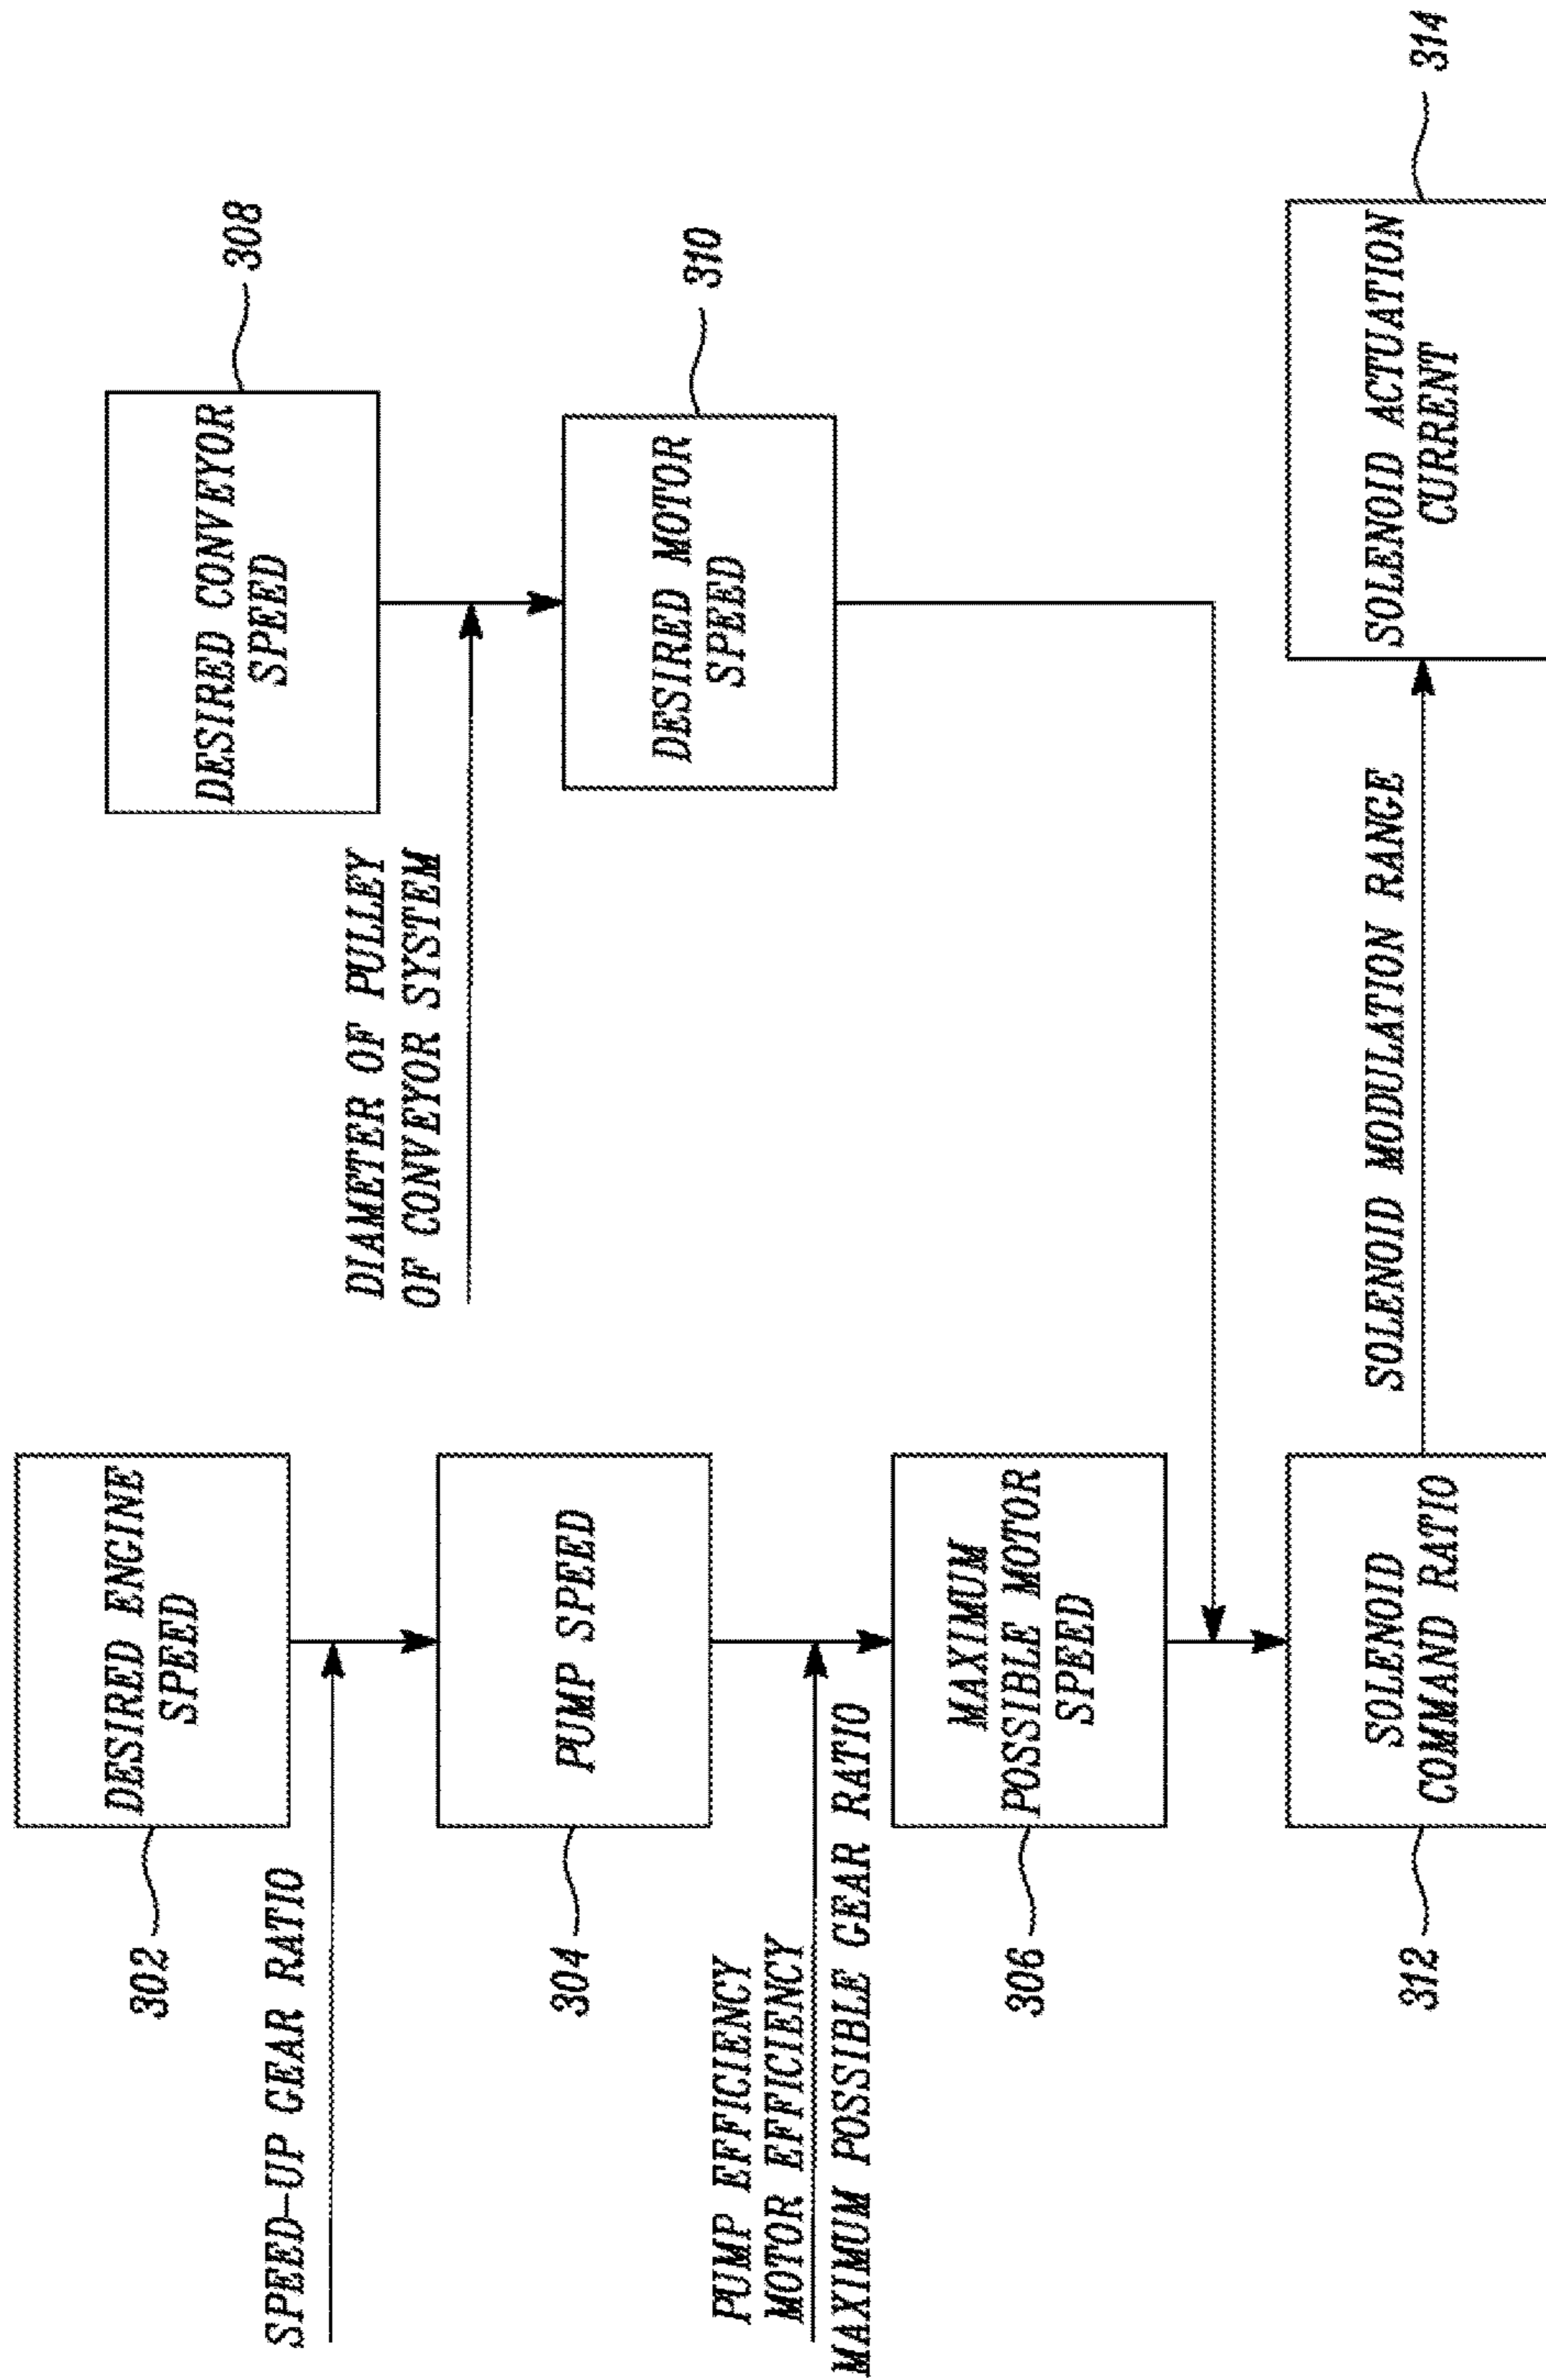 DESIRED ENGINE
SPEED
302
SPEED-UP GEAR RATIO
PUMP SPEED
304
PUMP EFFICIENCY
MOTOR EFFICIENCY
MAXIMUM POSSIBLE GEAR RATIO
MAXIMUM
POSSIBLE MOTOR
SPEED
306
DESIRED CONVEYOR
SPEED
308
DIAMETER OF PULLEY
OF CONVEYOR SYSTEM
DESIRED MOTOR
SPEED
310
SOLENOID
COMMAND RATIO
312
SOLENOID MODULATION RANGE
SOLENOID ACTUATION
CURRENT
314